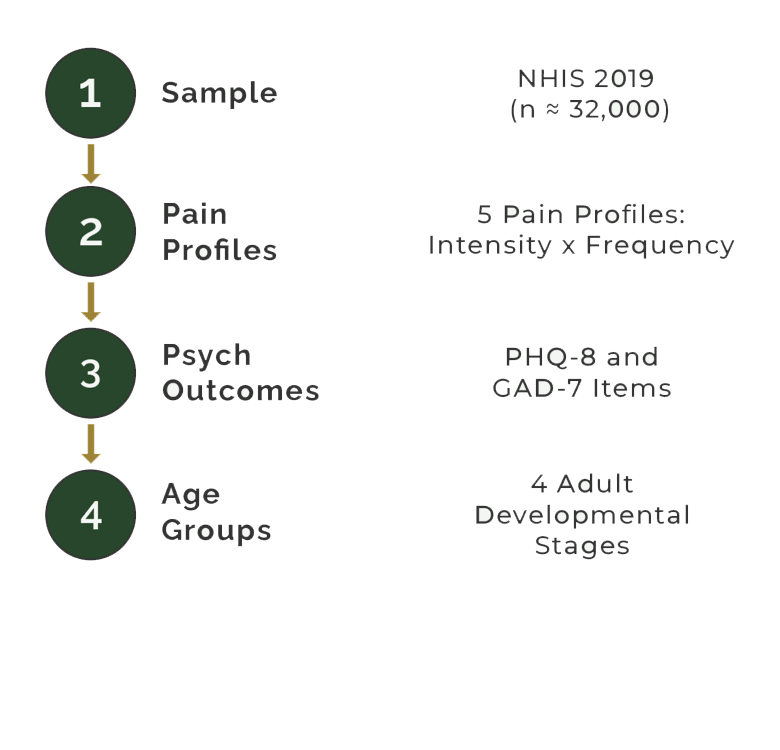 1
Sample
NHIS 2019
(n ≈ 32,000)
2
Pain
Profiles
5 Pain Profiles:
Intensity x Frequency
3
Psych
Outcomes
PHQ-8 and
GAD-7 Items
4
Age
Groups
4 Adult
Developmental
Stages